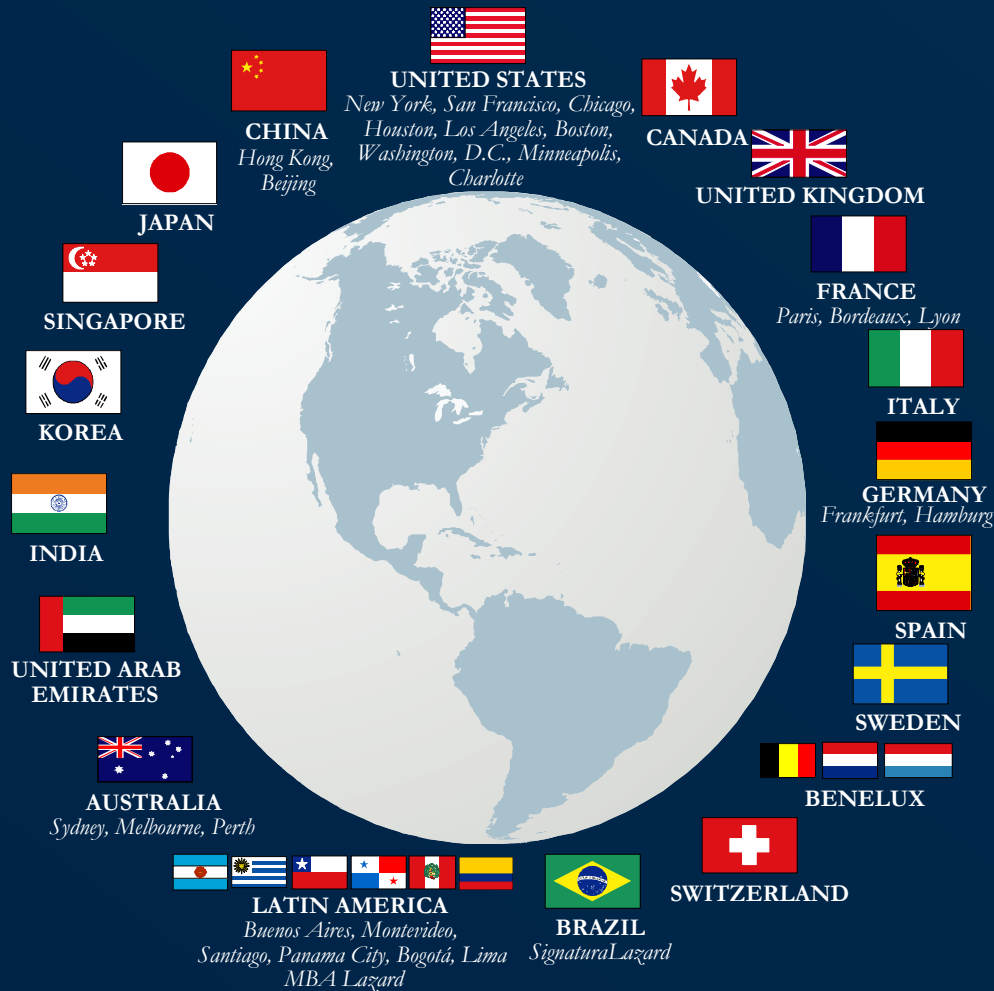 UNITED STATES
New York, San Francisco, Chicago,
Houston, Los Angeles, Boston,
Washington, D.C., Minneapolis,
Charlotte
CANADA
UNITED KINGDOM
FRANCE
Paris, Bordeaux, Lyon
ITALY
GERMANY
Frankfurt, Hamburg
SPAIN
SWEDEN
BENELUX
SWITZERLAND
BRAZIL
SignaturaLazard
LATIN AMERICA
Buenos Aires, Montevideo,
Santiago, Panama City, Bogotá, Lima
MBA Lazard
AUSTRALIA
Sydney, Melbourne, Perth
UNITED ARAB
EMIRATES
INDIA
KOREA
SINGAPORE
JAPAN
CHINA
Hong Kong,
Beijing